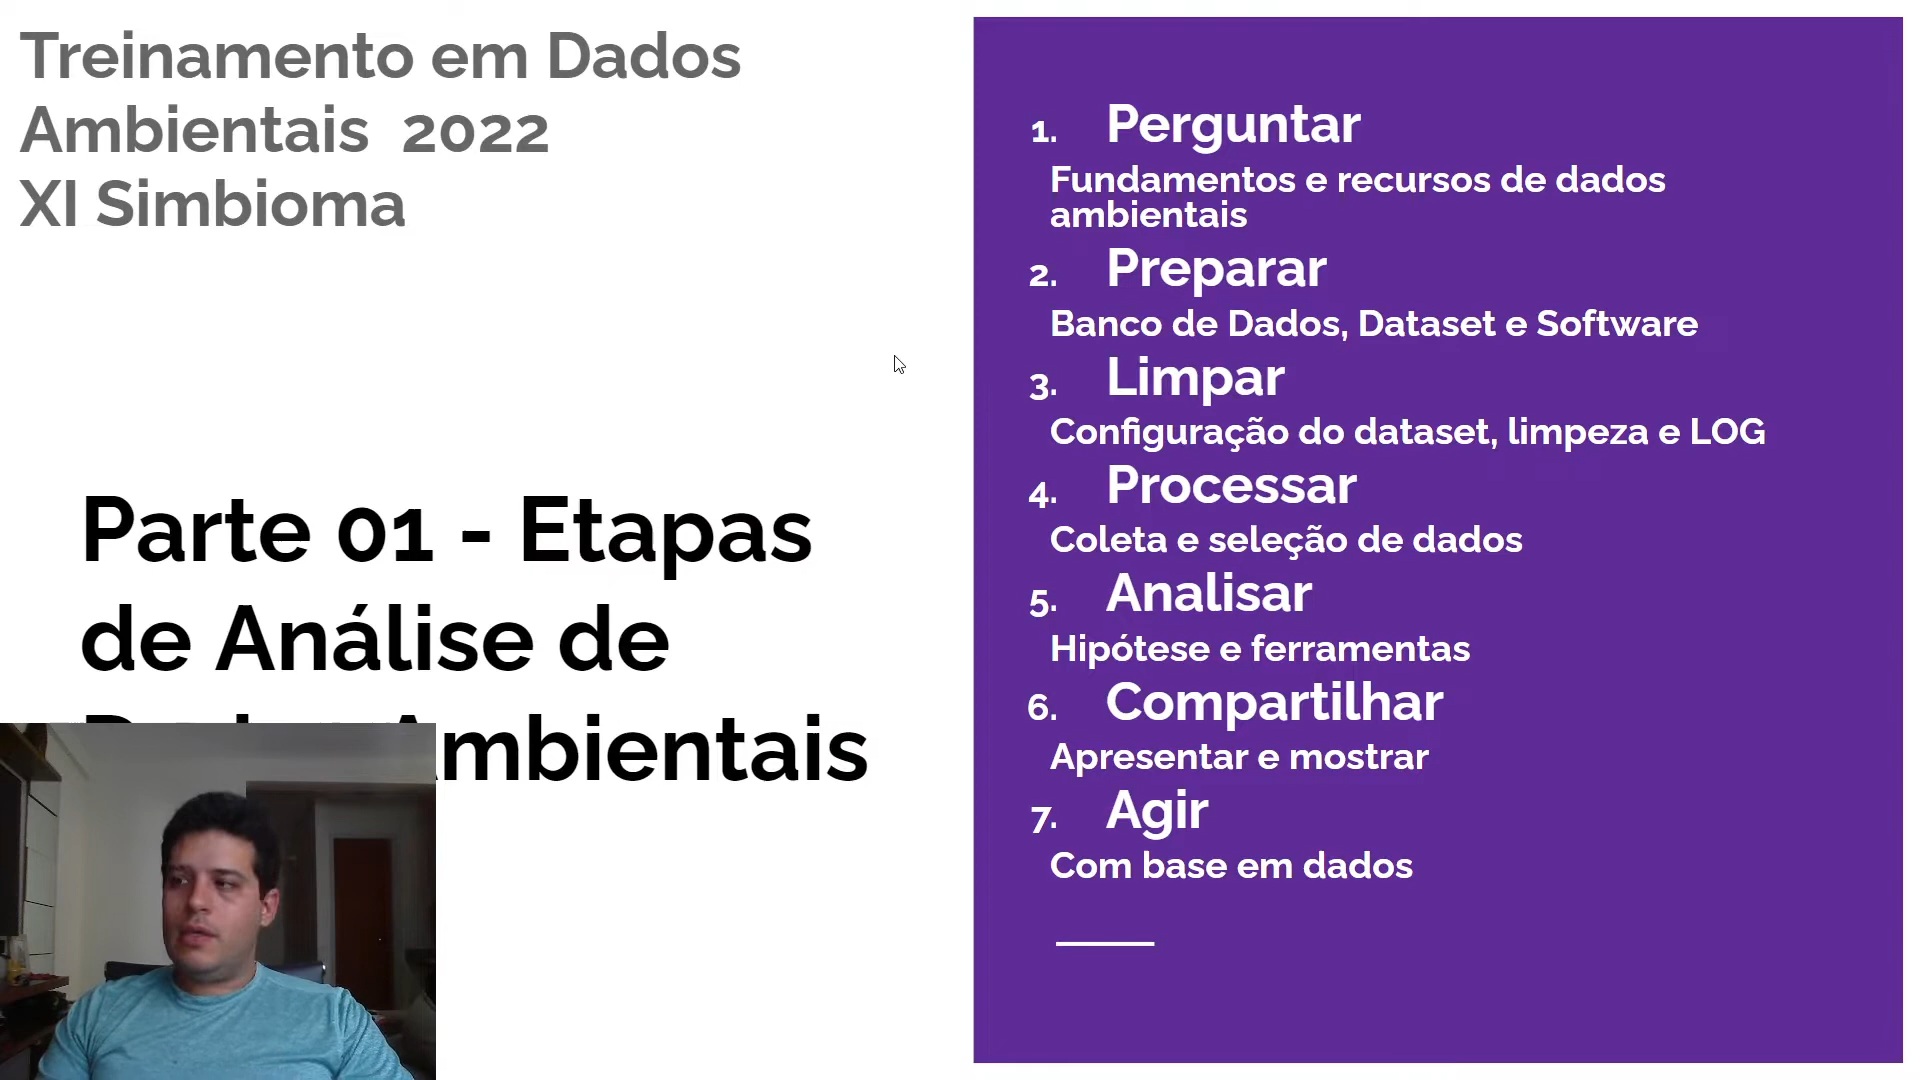 Treinamento em Dados
Ambientais 2022
XI Simbioma
Parte 01 - Etapas
de Análise de
mbientais
1. Perguntar
Fundamentos e recursos de dados
ambientais
2. Preparar
Banco de Dados, Dataset e Software
3. Limpar
Configuração do dataset, limpeza e LOG
4. Processar
Coleta e seleção de dados
5. Analisar
Hipótese e ferramentas
6. Compartilhar
Apresentar e mostrar
7. Agir
Com base em dados